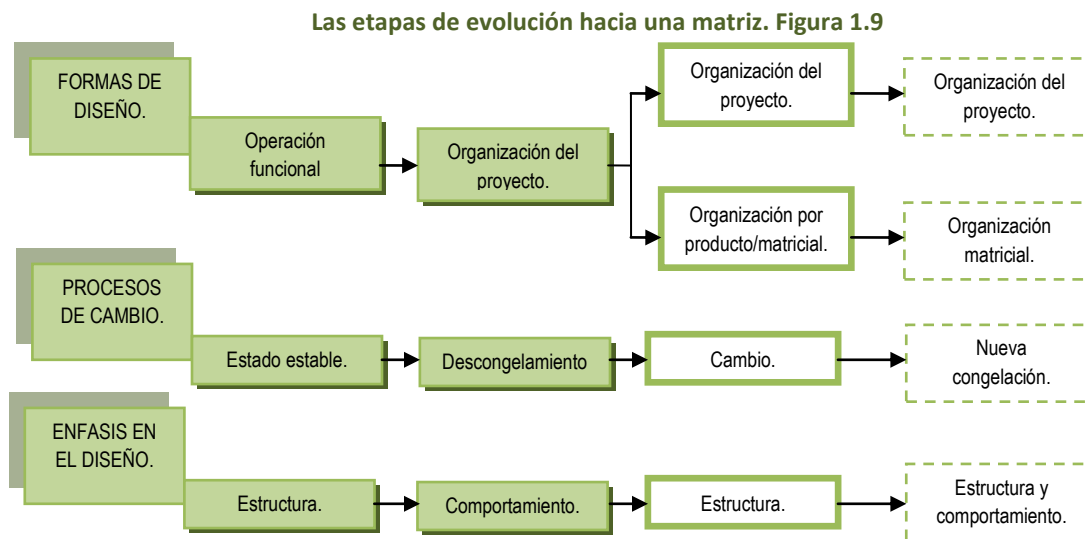 Las etapas de evolución hacia una matriz. Figura 1.9
FORMAS DE
DISEÑO.
Operación
funcional
Organización del
proyecto.
Organización del
proyecto.
Organización del
proyecto.
Organización por
producto/matricial.
Organización
matricial.
PROCESOS
DE CAMBIO.
Estado estable.
Descongelamiento
Cambio.
Nueva
congelación.
ENFASIS EN
EL DISEÑO.
Estructura.
Comportamiento.
Estructura.
Estructura y
comportamiento.